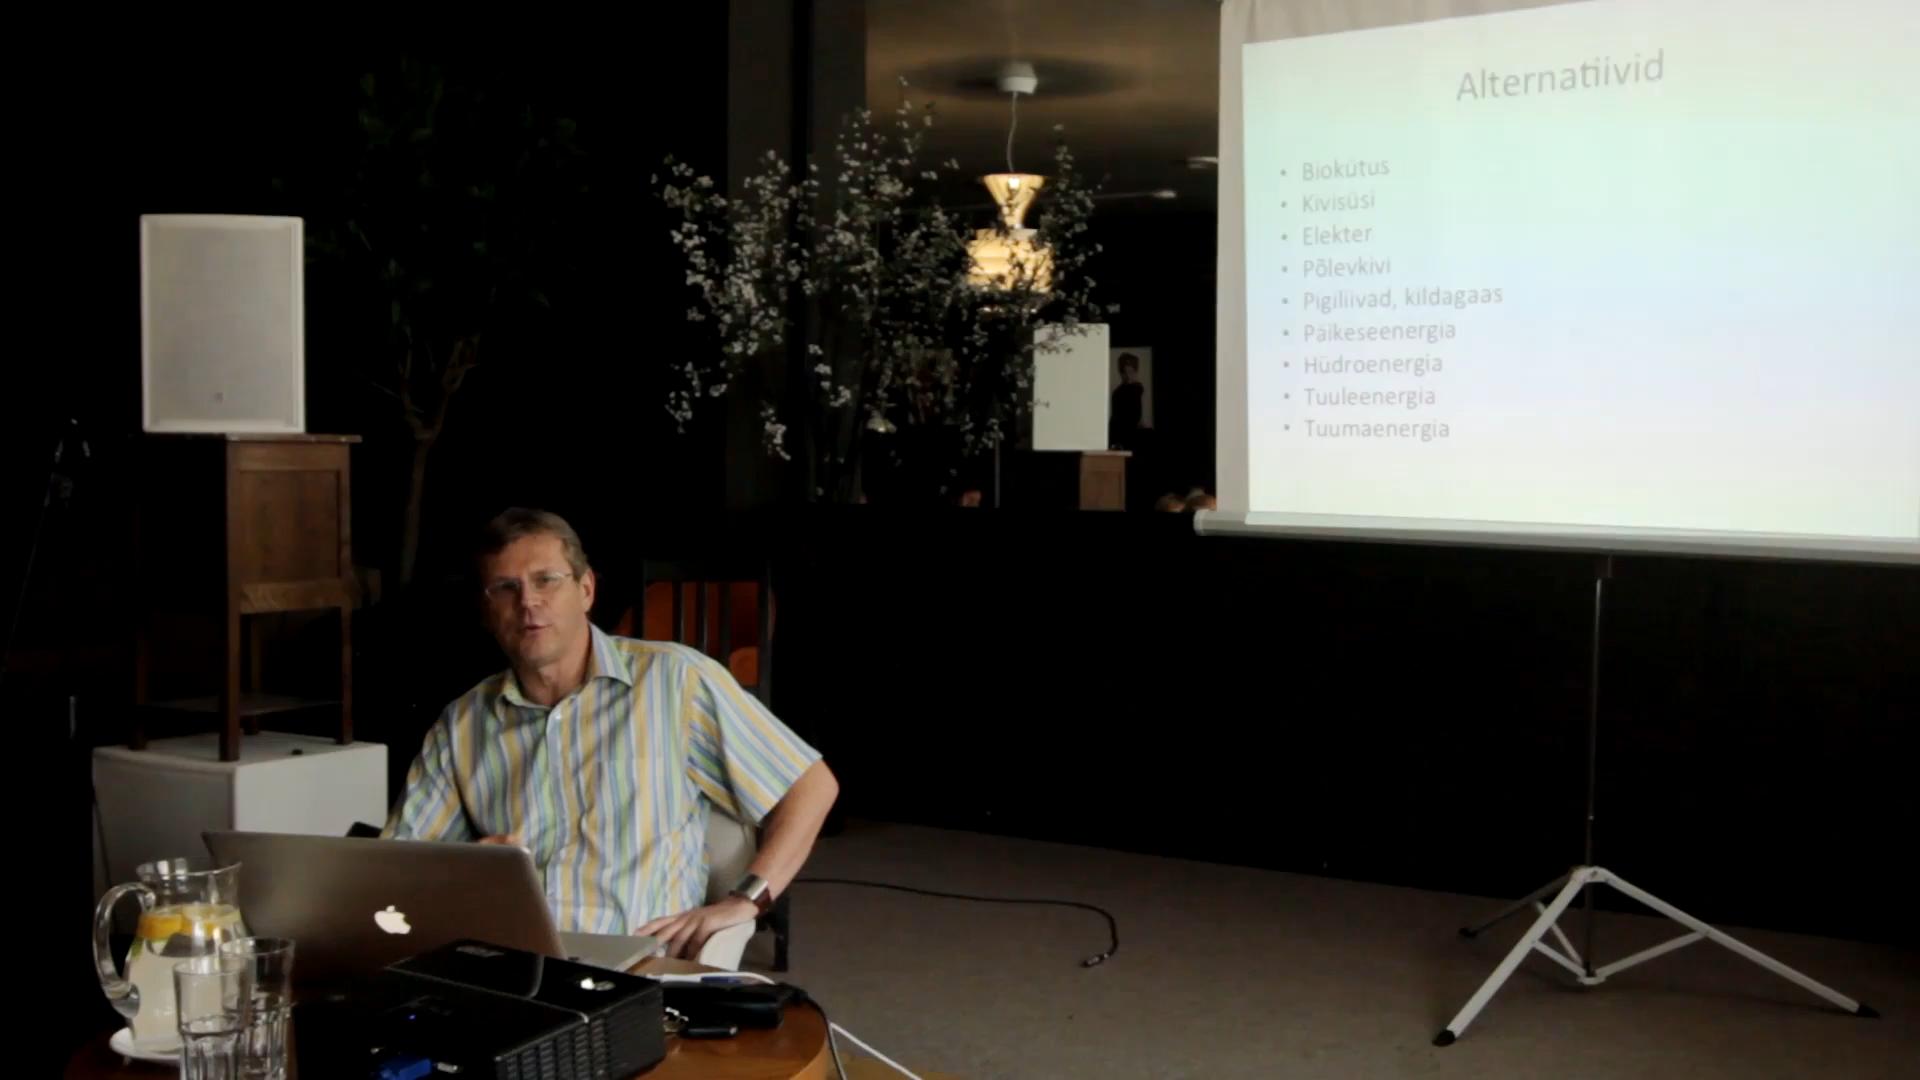 Alternatiivid
• Biokütus
• Kivisüsi
• Elekter
• Põlevkivi
• Pigiliivad, kildagaas
• Päikeseenergia
• Hüdroenergia
• Tuuleenergia
• Tuumaenergia